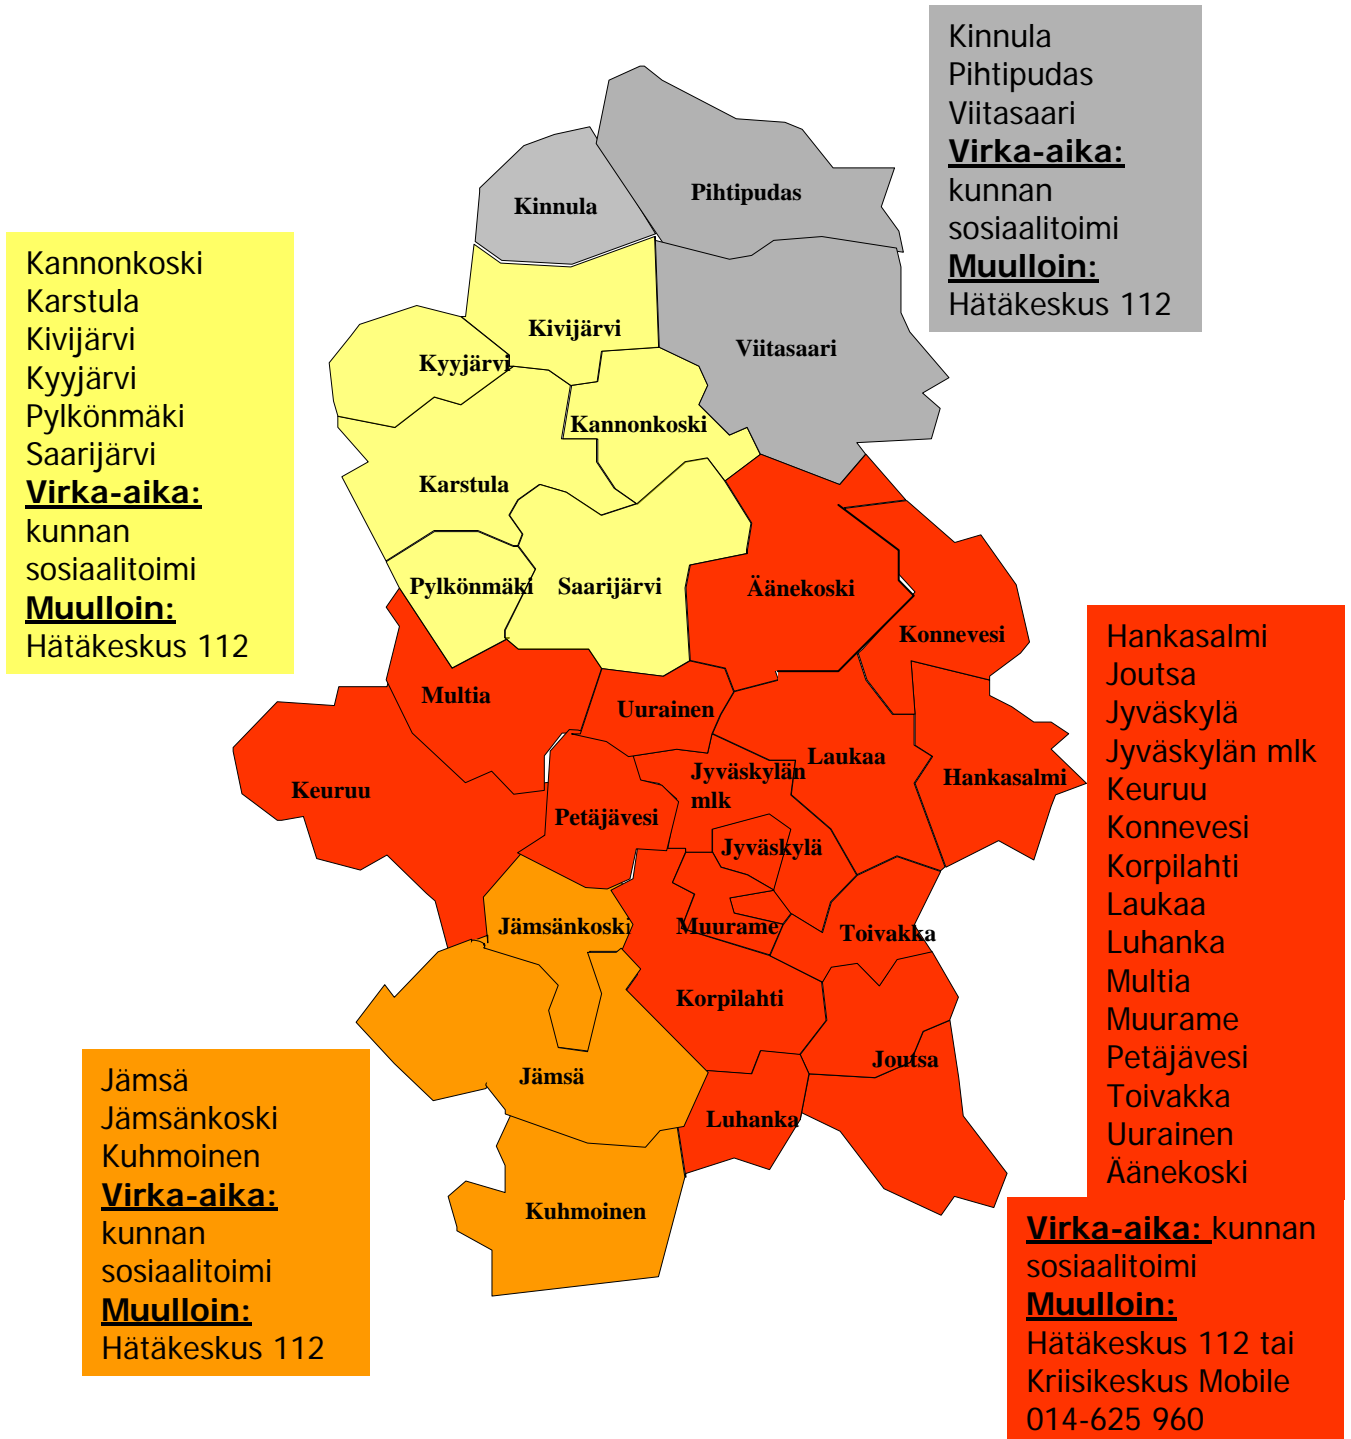 Kinnula
Pihtipudas
Viitasaari
Virka-aika:
kunnan
sosiaalitoimi
Muulloin:
Hätäkeskus 112
Kannonkoski
Karstula
Kivijärvi
Kyyjärvi
Pylkönmäki
Saarijärvi
Virka-aika:
kunnan
sosiaalitoimi
Muulloin:
Hätäkeskus 112
Kinnula
Pihtipudas
Kivijärvi
Viitasaari
Kyyjärvi
Kannonkoski
Karstula
Pylkönmäki
Saarijärvi
Äänekoski
Konnevesi
Multia
Uurainen
Laukaa
Hankasalmi
Keuruu
Petäjävesi
Jyväskylän
mlk
Jyväskylä
Jämsänkoski
Muurame
Toivakka
Korpilahti
Joutsa
Jämsä
Luhanka
Kuhmoinen
Hankasalmi
Joutsa
Jyväskylä
Jyväskylän mlk
Keuruu
Konnevesi
Korpilahti
Laukaa
Luhanka
Multia
Muurame
Petäjävesi
Toivakka
Uurainen
Äänekoski
Virka-aika: kunnan
sosiaalitoimi
Muulloin:
Hätäkeskus 112 tai
Kriisikeskus Mobile
014-625 960
Jämsä
Jämsänkoski
Kuhmoinen
Virka-aika:
kunnan
sosiaalitoimi
Muulloin:
Hätäkeskus 112